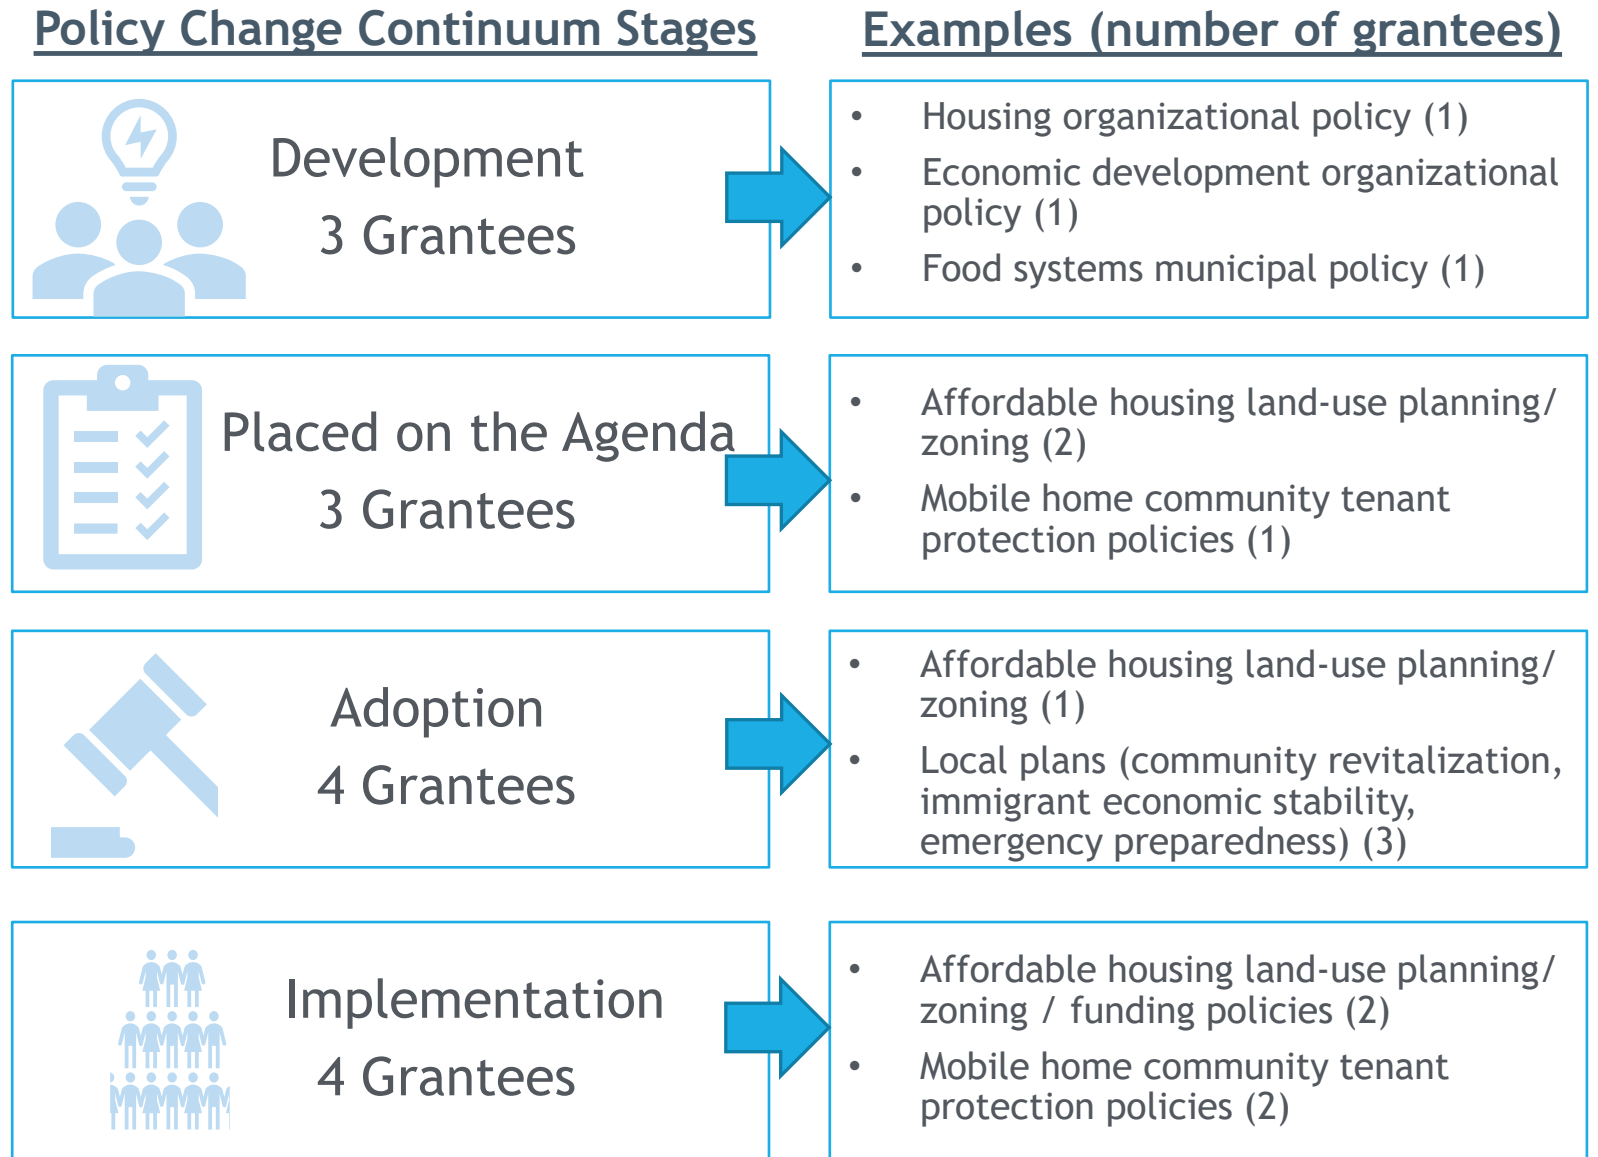 Policy Change Continuum Stages
Examples (number of grantees)
Development
3 Grantees
• Housing organizational policy (1)
• Economic development organizational
policy (1)
• Food systems municipal policy (1)
Placed on the Agenda
3 Grantees
• Affordable housing land-use planning/
zoning (2)
• Mobile home community tenant
protection policies (1)
Adoption
4 Grantees
• Affordable housing land-use planning/
zoning (1)
• Local plans (community revitalization,
immigrant economic stability,
emergency preparedness) (3)
Implementation
4 Grantees
• Affordable housing land-use planning/
zoning / funding policies (2)
• Mobile home community tenant
protection policies (2)